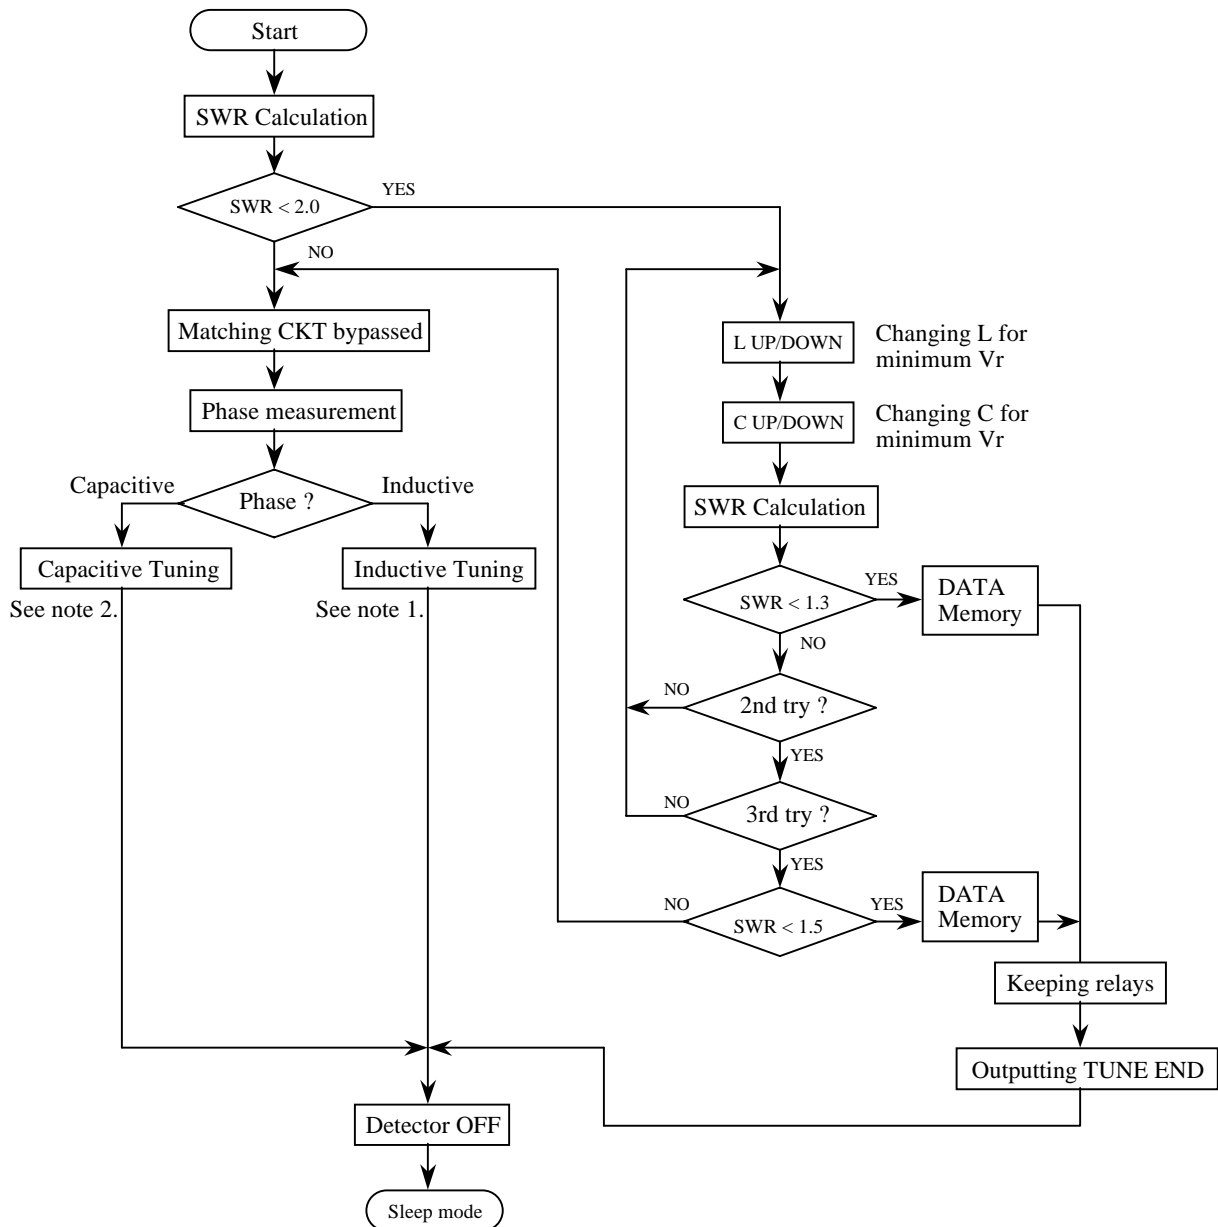 Start
SWR Calculation
SWR < 2.0
YES
NO
Matching CKT bypassed
Phase measurement
Phase ?
Capacitive
Inductive
Capacitive Tuning
Inductive Tuning
See note 2.
See note 1.
L UP/DOWN
Changing L for
minimum Vr
C UP/DOWN
Changing C for
minimum Vr
SWR Calculation
SWR < 1.3
YES
DATA
Memory
NO
2nd try ?
NO
YES
3rd try ?
NO
YES
SWR < 1.5
NO
YES
DATA
Memory
Keeping relays
Outputting TUNE END
Detector OFF
Sleep mode